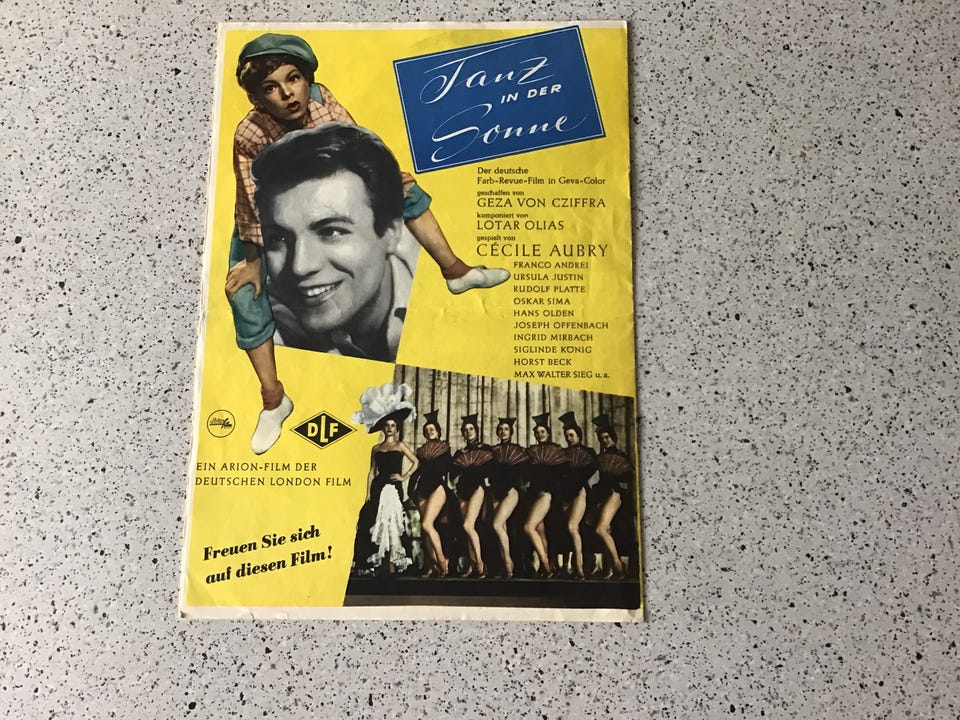 Tanz
IN DER
Sonne
Der deutsche
Farb-Revue-Film in Geva-Color
geschaffen von
GEZA VON CZIFFRA
komponiert von
LOTAR OLIAS
gespielt von
CÉCILE AUBRY
FRANCO ANDREI
URSULA JUSTIN
RUDOLF PLATTE
OSKAR SIMA
HANS OLDEN
JOSEPH OFFENBACH
INGRID MIRBACH
SIGLINDE KÖNIG
HORST BECK
MAX WALTER SIEG u. a.
DLF
EIN ARION-FILM DER
DEUTSCHEN LONDON FILM
Freuen Sie sich
auf diesen Film!